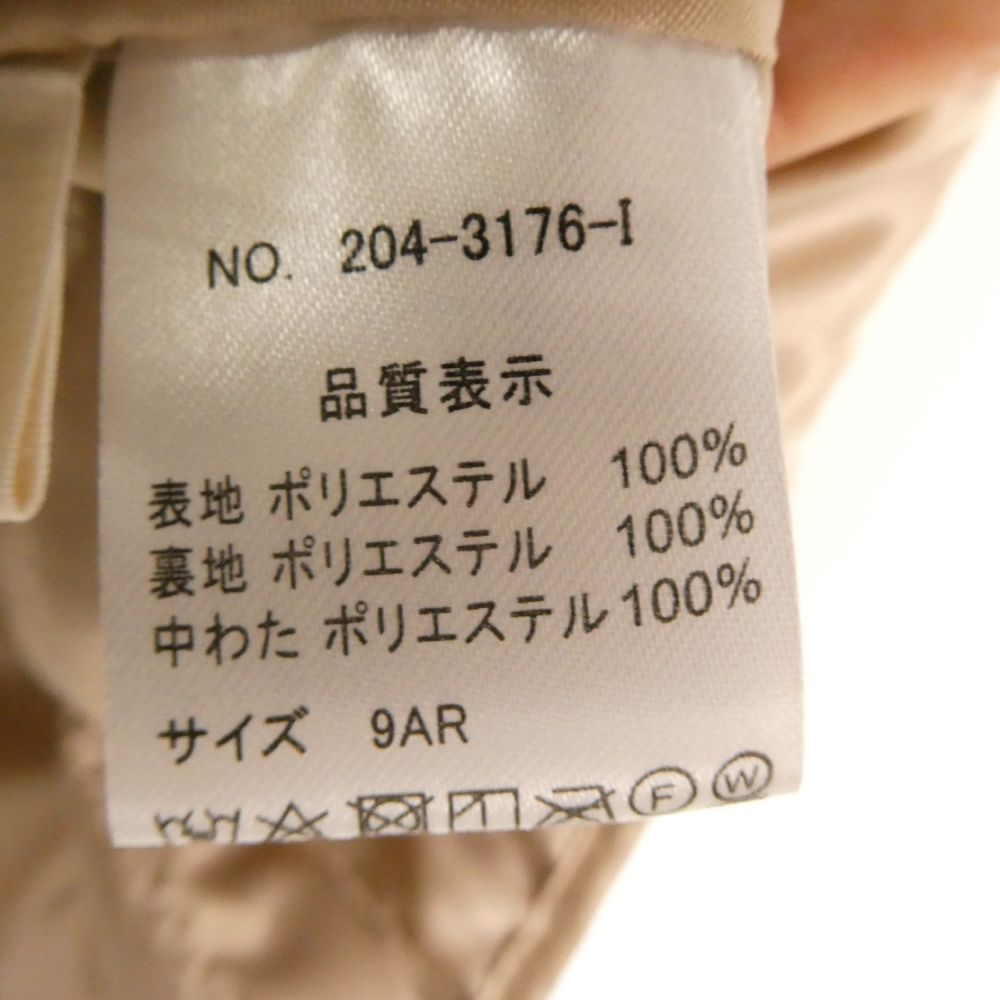 NO. 204-3176-I
品質表示
表地 ポリエステル 100%
裏地 ポリエステル 100%
中わた ポリエステル 100%
サイズ 9AR
F W